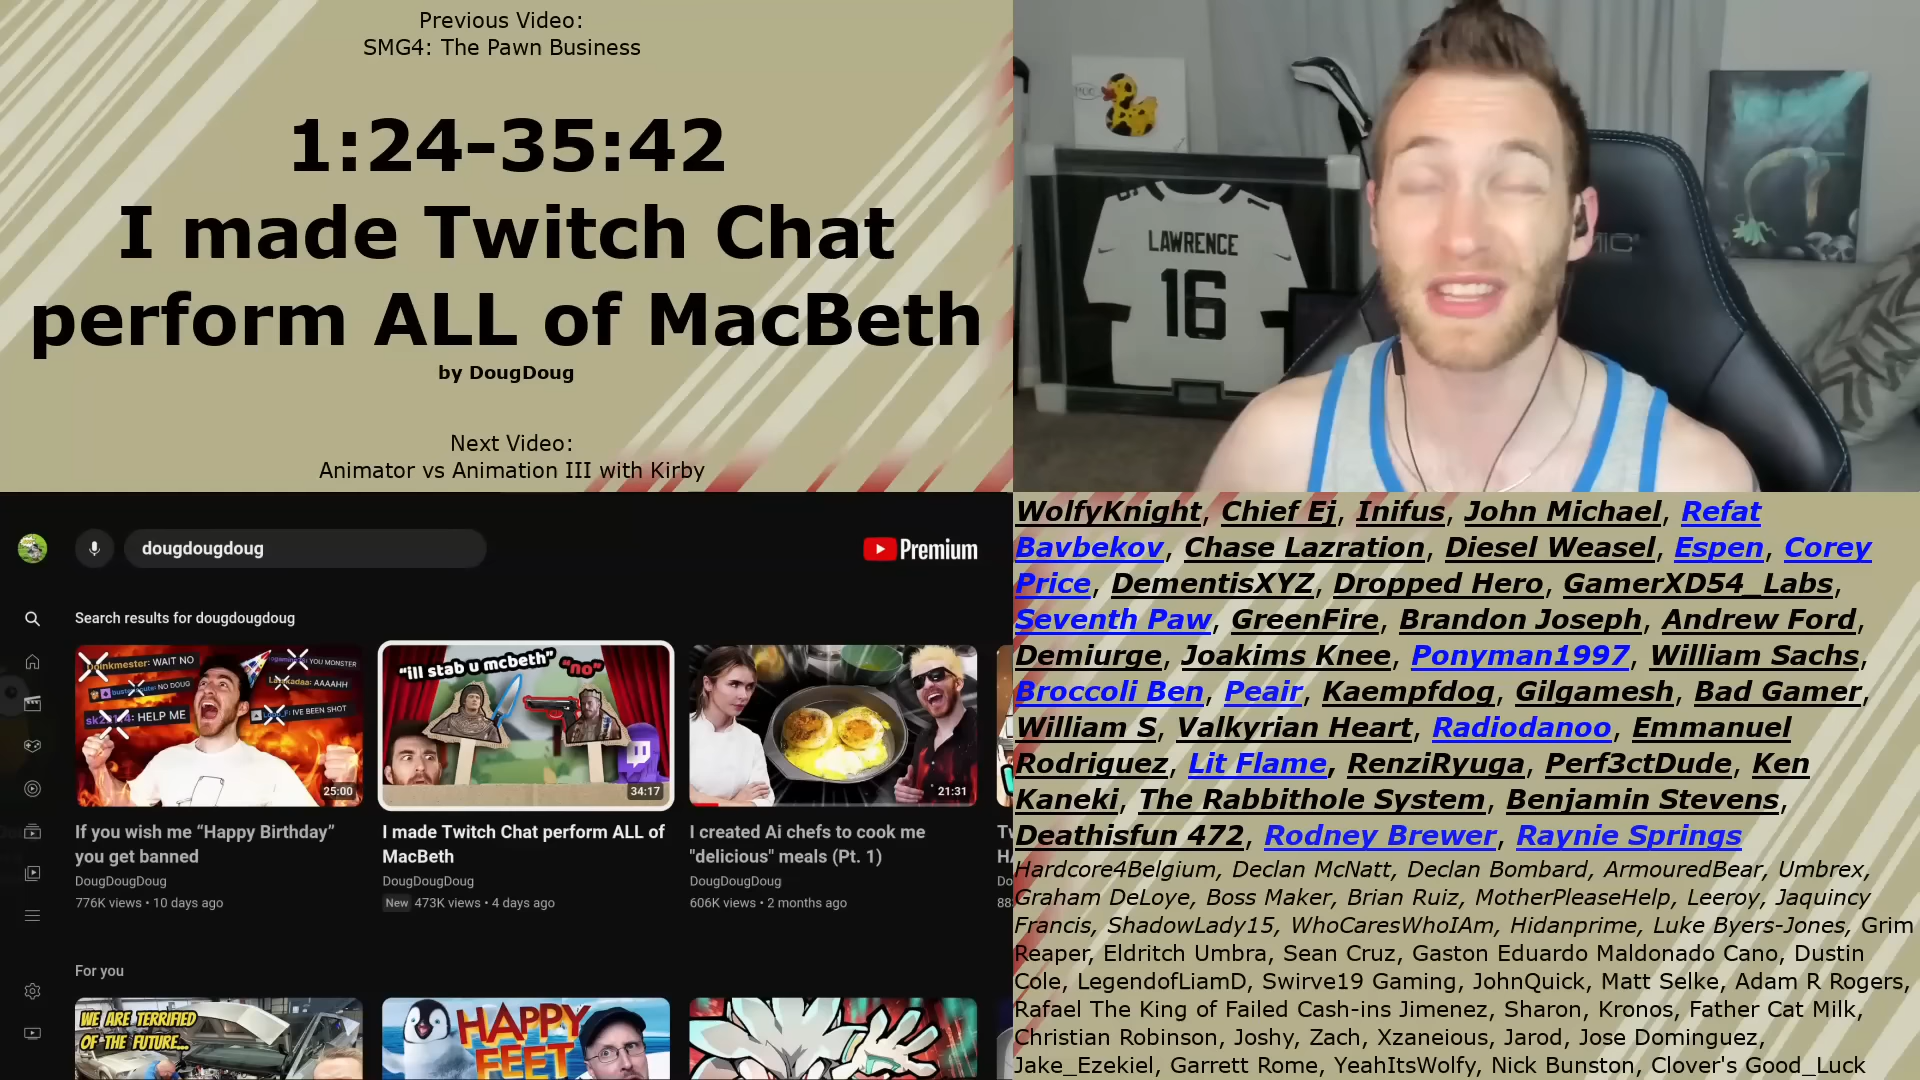 Previous Video:
SMG4: The Pawn Business
1:24-35:42
I made Twitch Chat
perform ALL of MacBeth
by DougDoug
Next Video:
Animator vs Animation III with Kirby
LAWRENCE
16
dougdougdoug
Premium
Search results for dougdougdoug
WAIT NO
YOU MONSTER
NO DOUG
AAAAHH
HELP ME
I'VE BEEN SHOT
25:00
"ill stab u mcbeth"
"no"
34:17
21:31
If you wish me “Happy Birthday”
you get banned
DougDougDoug
776K views • 10 days ago
I made Twitch Chat perform ALL of
MacBeth
DougDougDoug
New 473K views • 4 days ago
I created Ai chefs to cook me
"delicious" meals (Pt. 1)
DougDougDoug
606K views • 2 months ago
For you
WE ARE TERRIFIED
OF THE FUTURE...
HAPPY
FEET
WolfyKnight, Chief Ej, Inifus, John Michael, Refat
Bavbekov, Chase Lazration, Diesel Weasel, Espen, Corey
Price, DementisXYZ, Dropped Hero, GamerXD54_Labs,
Seventh Paw, GreenFire, Brandon Joseph, Andrew Ford,
Demiurge, Joakims Knee, Ponyman1997, William Sachs,
Broccoli Ben, Peair, Kaempfdog, Gilgamesh, Bad Gamer,
William S, Valkyrian Heart, Radiodanoo, Emmanuel
Rodriguez, Lit Flame, RenziRyuga, Perf3ctDude, Ken
Kaneki, The Rabbithole System, Benjamin Stevens,
Deathisfun 472, Rodney Brewer, Raynie Springs
Hardcore4Belgium, Declan McNatt, Declan Bombard, ArmouredBear, Umbrex,
Graham DeLoye, Boss Maker, Brian Ruiz, MotherPleaseHelp, Leeroy, Jaquincy
Francis, ShadowLady15, WhoCaresWhoIAm, Hidanprime, Luke Byers-Jones, Grim
Reaper, Eldritch Umbra, Sean Cruz, Gaston Eduardo Maldonado Cano, Dustin
Cole, LegendofLiamD, Swirve19 Gaming, JohnQuick, Matt Selke, Adam R Rogers,
Rafael The King of Failed Cash-ins Jimenez, Sharon, Kronos, Father Cat Milk,
Christian Robinson, Joshy, Zach, Xzaneious, Jarod, Jose Dominguez,
Jake_Ezekiel, Garrett Rome, YeahItsWolfy, Nick Bunston, Clover's Good_Luck